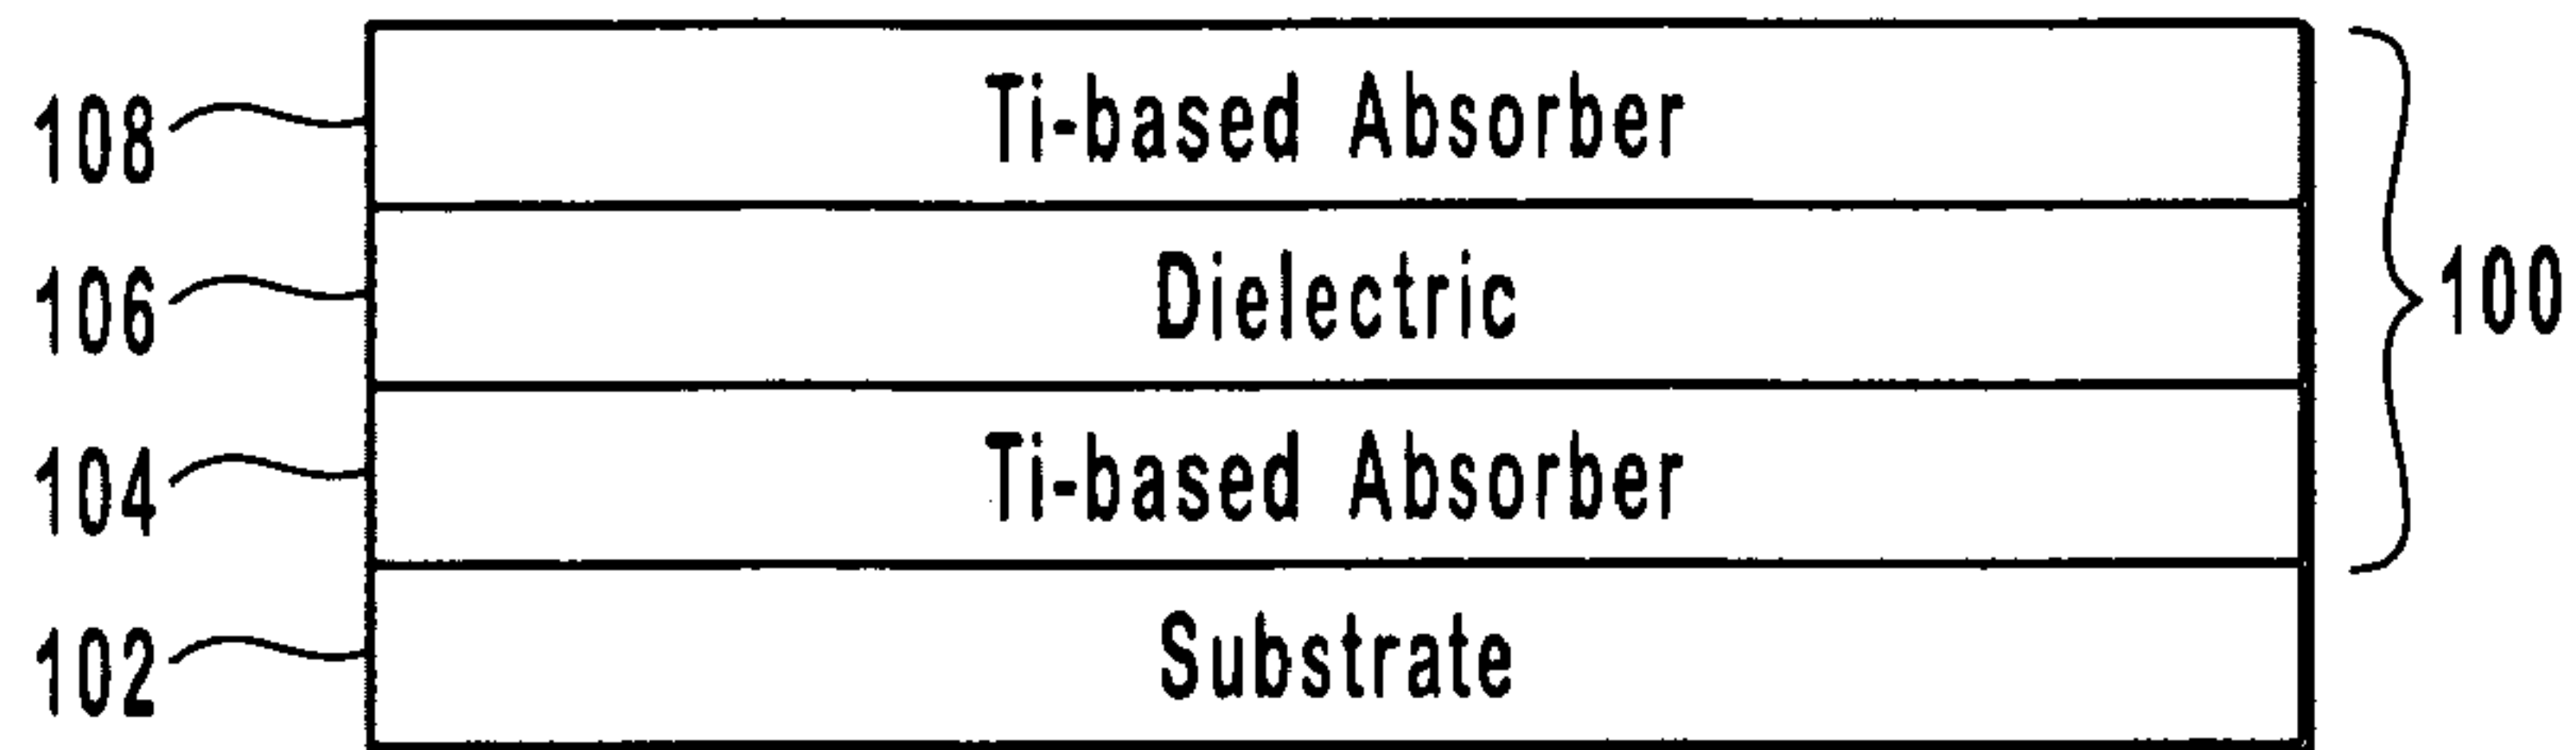 108 Ti-based Absorber
106 Dielectric 100
104 Ti-based Absorber
102 Substrate